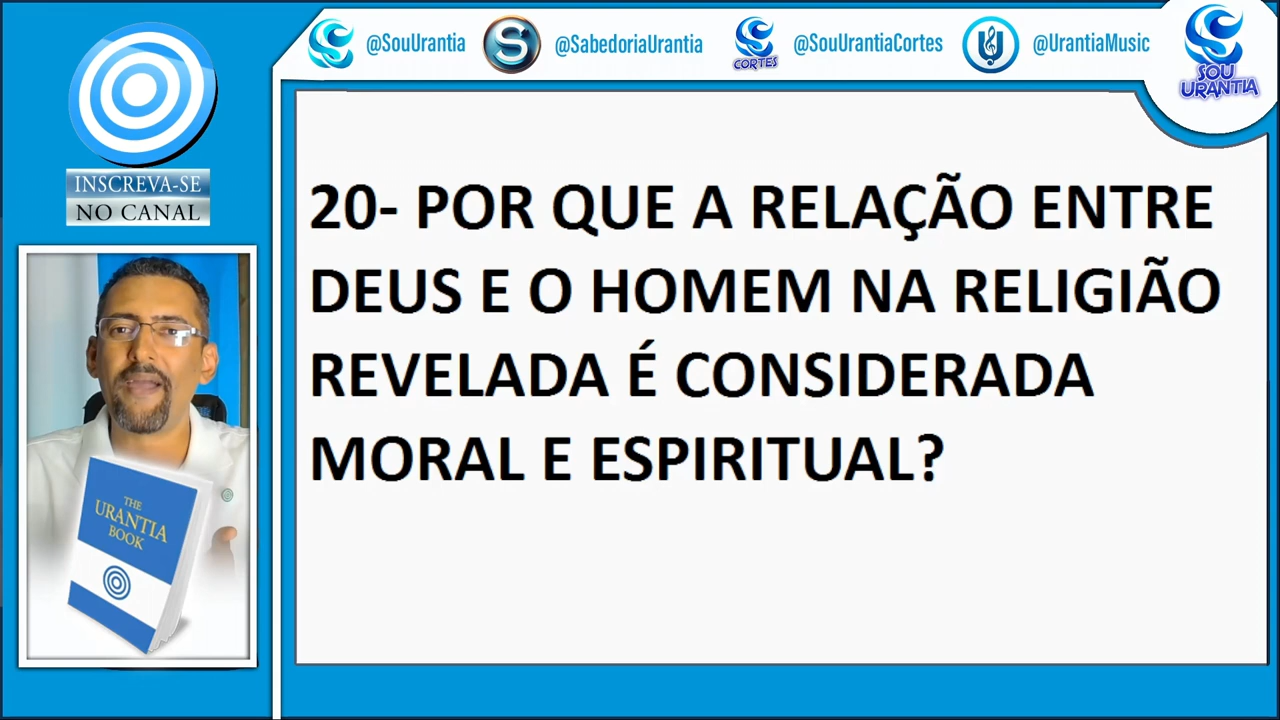 @SouUrantia
@SabedoriaUrantia
CORTES
@SouUrantiaCortes
@UrantiaMusic
SOU
URANTIA
INSCREVA-SE
NO CANAL
20- POR QUE A RELAÇÃO ENTRE
DEUS E O HOMEM NA RELIGIÃO
REVELADA É CONSIDERADA
MORAL E ESPIRITUAL?
THE
URANTIA
BOOK